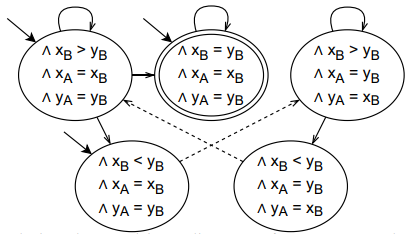 ∧ x_B > y_B
∧ x_A = x_B
∧ y_A = y_B
∧ x_B = y_B
∧ x_A = x_B
∧ y_A = y_B
∧ x_B > y_B
∧ x_A = y_B
∧ y_A = x_B
∧ x_B < y_B
∧ x_A = x_B
∧ y_A = y_B
∧ x_B < y_B
∧ x_A = y_B
∧ y_A = x_B